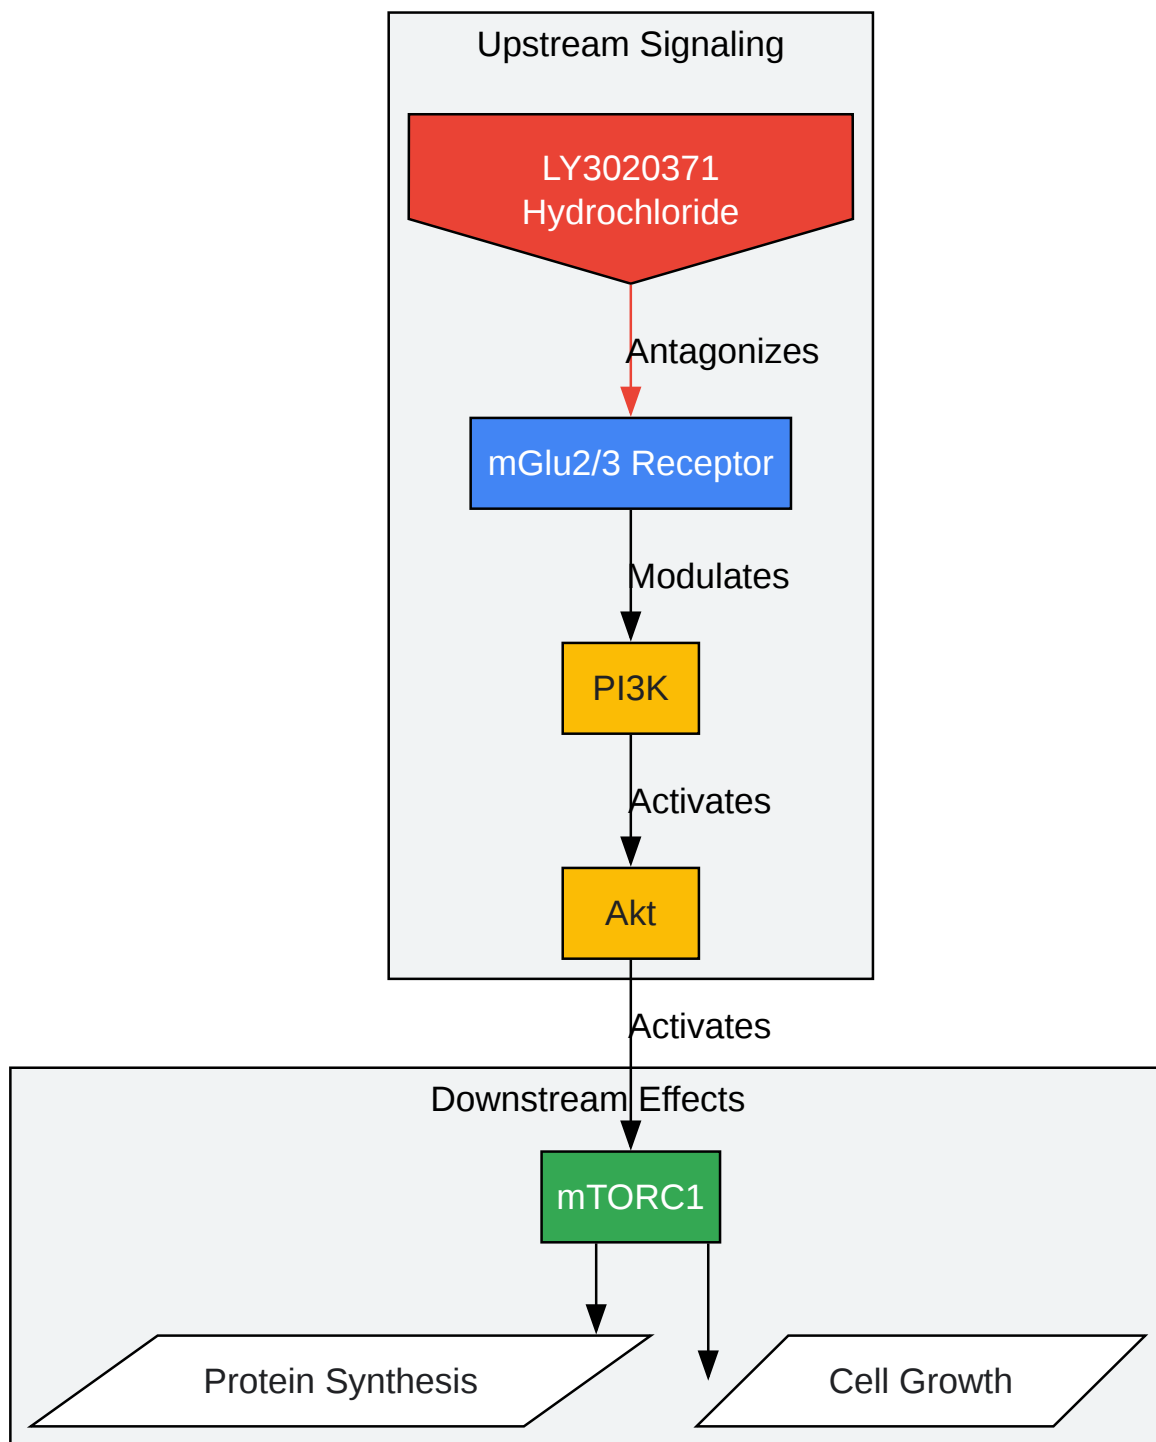 Upstream Signaling
LY3020371
Hydrochloride
Antagonizes
mGlu2/3 Receptor
Modulates
PI3K
Activates
Akt
Activates
Downstream Effects
mTORC1
Protein Synthesis
Cell Growth